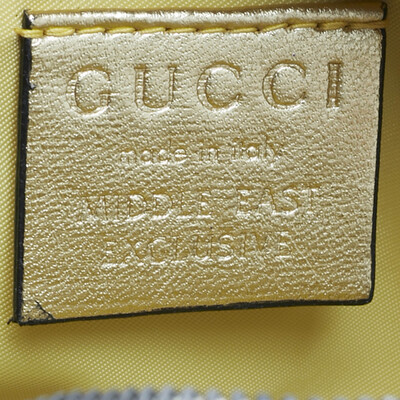 GUCCI
made in italy
MIDDLE EAST
EXCLUSIVE